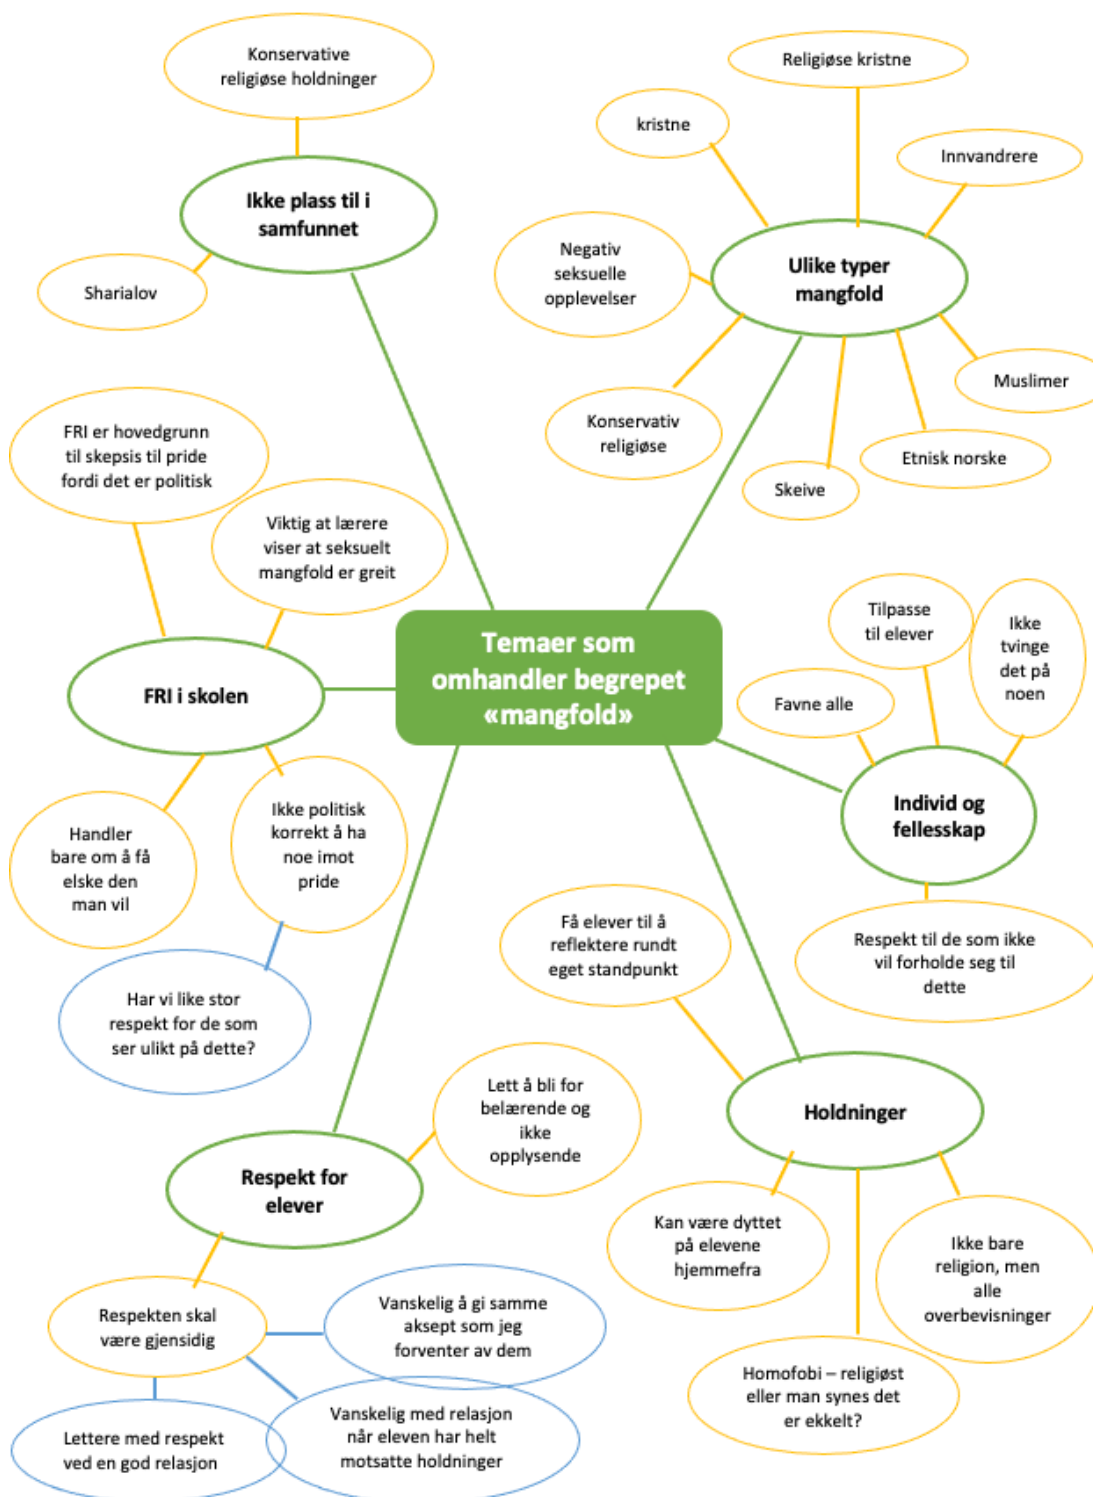 Konservative
religiøse holdninger
Ikke plass til i
samfunnet
Sharialov
Religiøse kristne
kristne
Innvandrere
Negativ
seksuelle
opplevelser
Ulike typer
mangfold
Konservativ
religiøse
Muslimer
Etnisk norske
Skeive
FRI er hovedgrunn
til skepsis til pride
fordi det er politisk
Viktig at lærere
viser at seksuelt
mangfold er greit
FRI i skolen
Handler
bare om å få
elske den
man vil
Ikke politisk
korrekt å ha
noe imot
pride
Har vi like stor
respekt for de som
ser ulikt på dette?
Temaer som
omhandler begrepet
«mangfold»
Tilpasse
til elever
Ikke
tvinge
det på
noen
Favne alle
Individ og
fellesskap
Respekt til de som ikke
vil forholde seg til
dette
Få elever til å
reflektere rundt
eget standpunkt
Holdninger
Kan være dyttet
på elevene
hjemmefra
Ikke bare
religion, men
alle
overbevisninger
Homofobi – religiøst
eller man synes det
er ekkelt?
Lett å bli for
belærende og
ikke
opplysende
Respekt for
elever
Respekten skal
være gjensidig
Vanskelig å gi samme
aksept som jeg
forventer av dem
Vanskelig med relasjon
når eleven har helt
motsatte holdninger
Lettere med respekt
ved en god relasjon